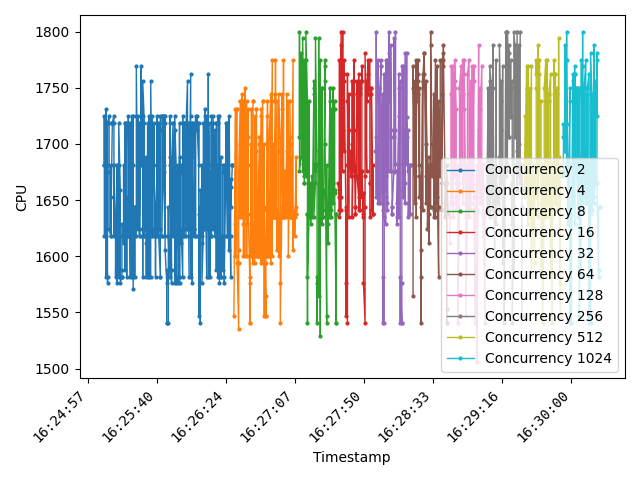 1800
1750
1700
1650
1600
1550
1500
CPU
Concurrency 2
Concurrency 4
Concurrency 8
Concurrency 16
Concurrency 32
Concurrency 64
Concurrency 128
Concurrency 256
Concurrency 512
Concurrency 1024
16:24:57
16:25:40
16:26:24
16:27:07
16:27:50
16:28:33
16:29:16
16:30:00
Timestamp